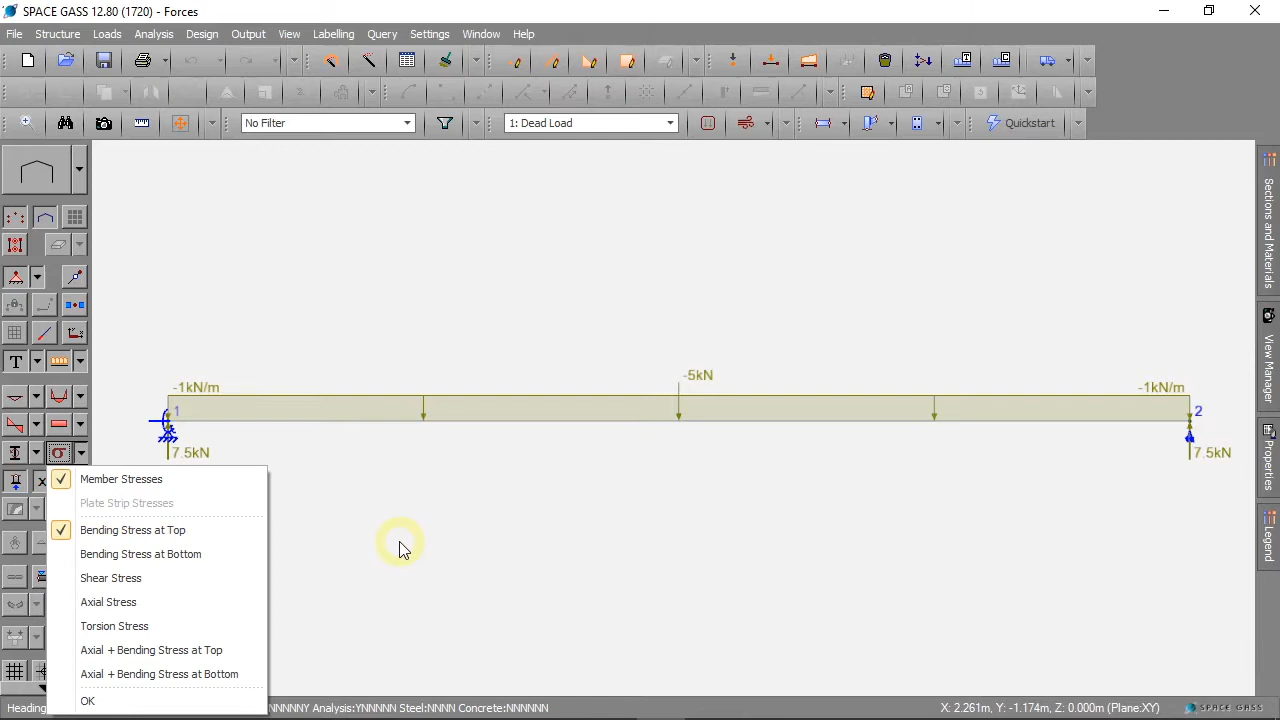 SPACE GASS 12.80 (1720) - Forces
File Structure Loads Analysis Design Output View Labelling Query Settings Window Help
No Filter 1: Dead Load Quickstart
Sections and Materials
View Manager
Properties
Legend
-5kN
-1kN/m -1kN/m
1 2
7.5kN 7.5kN
T
Member Stresses
Plate Strip Stresses
Bending Stress at Top
Bending Stress at Bottom
Shear Stress
Axial Stress
Torsion Stress
Axial + Bending Stress at Top
Axial + Bending Stress at Bottom
OK
Heading NNNNNY Analysis:YNNNNN Steel:NNNN Concrete:NNNNNN X: 2.261m, Y: -1.174m, Z: 0.000m (Plane:XY) SPACE GASS